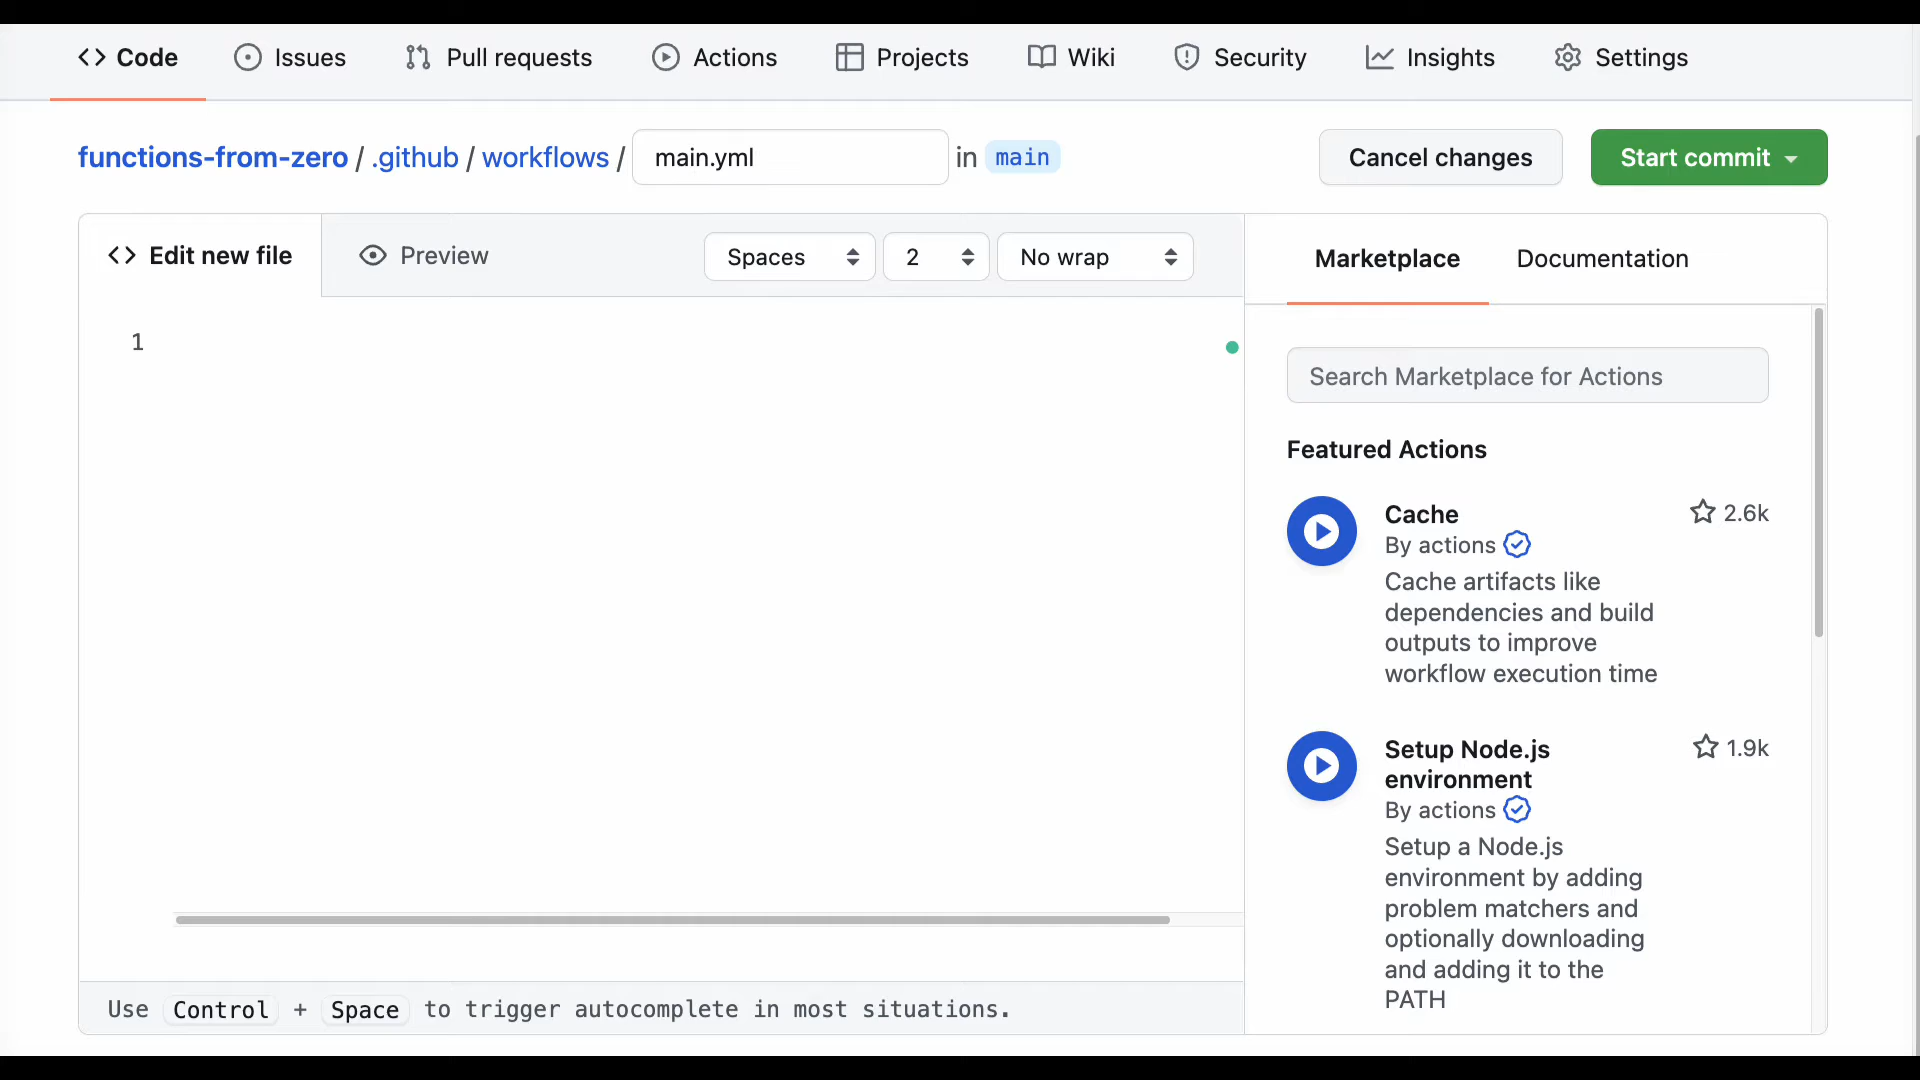 Code Issues Pull requests Actions Projects Wiki Security Insights Settings
functions-from-zero / .github / workflows / main.yml in main Cancel changes Start commit
Edit new file Preview Spaces 2 No wrap Marketplace Documentation
1
Search Marketplace for Actions
Featured Actions
Cache 2.6k
By actions
Cache artifacts like
dependencies and build
outputs to improve
workflow execution time
Setup Node.js 1.9k
environment
By actions
Setup a Node.js
environment by adding
problem matchers and
optionally downloading
and adding it to the
PATH
Use Control + Space to trigger autocomplete in most situations.